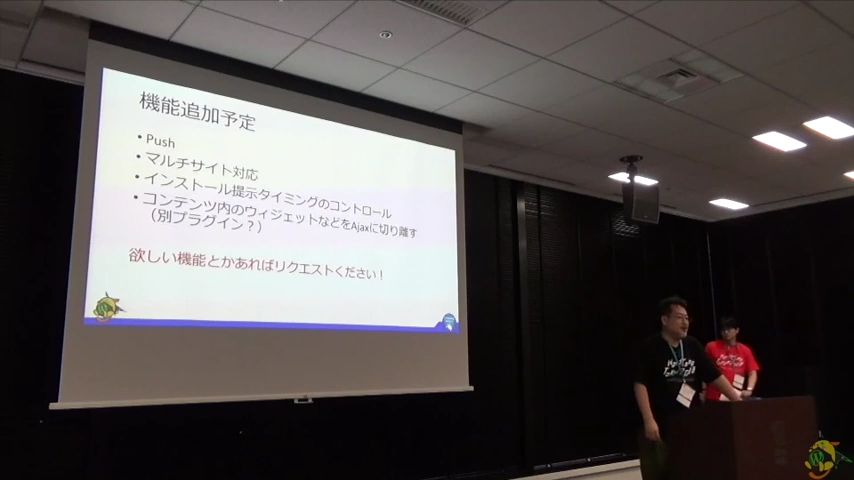 機能追加予定
• Push
• マルチサイト対応
• インストール提示タイミングのコントロール
• コンテンツ内のウィジェットなどをAjaxに切り離す
（別プラグイン？）
欲しい機能とかあればリクエストください！